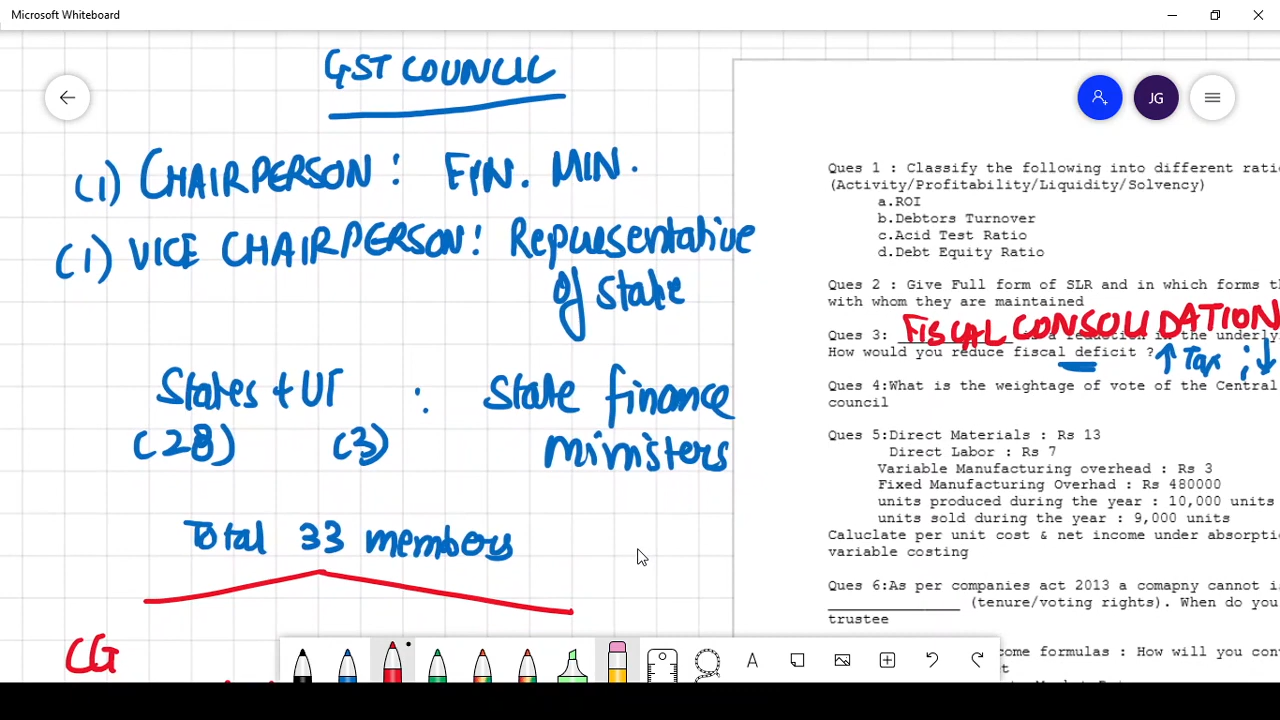 Microsoft Whiteboard
GST COUNCIL
(1) CHAIRPERSON: FIN. MIN.
(1) VICE CHAIRPERSON: Representative
of state
States + UT : State finance
(28) (3) ministers
Total 33 members
CG
JG
Ques 1 : Classify the following into different
(Activity/Profitability/Liquidity/Solvency)
a.ROI
b.Debtors Turnover
c.Acid Test Ratio
d.Debt Equity Ratio
Ques 2 : Give Full form of SLR and in which forms
with whom they are maintained
FISCAL CONSOLIDATION
Ques 3: ____________ is a reduction in the
How would you reduce fiscal deficit ? ↑ Tax ; ↓
Ques 4:What is the weightage of vote of the Central
council
Ques 5:Direct Materials : Rs 13
Direct Labor : Rs 7
Variable Manufacturing overhead : Rs 3
Fixed Manufacturing Overhad : Rs 480000
units produced during the year : 10,000 units
units sold during the year : 9,000 units
Caluclate per unit cost & net income under
variable costing
Ques 6:As per companies act 2013 a comapny cannot
______________ (tenure/voting rights). When do you
trustee
come formulas : How will you